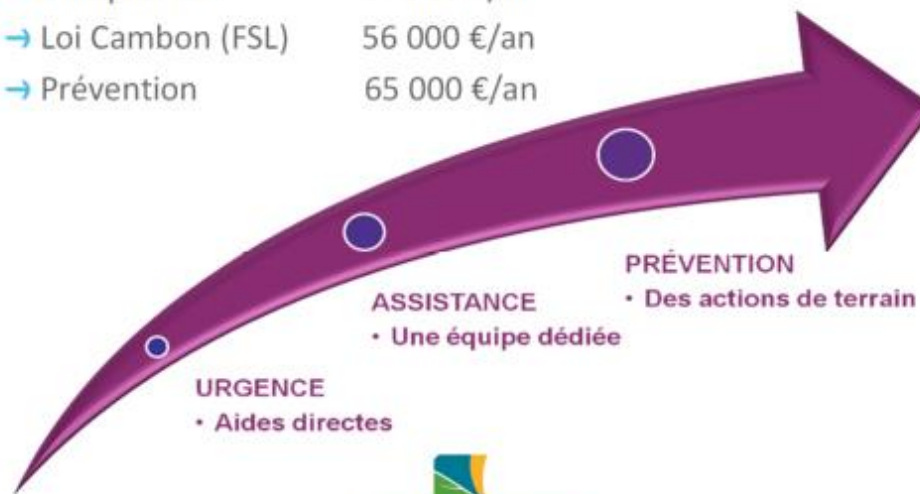 → Loi Cambon (FSL) 56 000 €/an
→ Prévention 65 000 €/an
PRÉVENTION
• Des actions de terrain
ASSISTANCE
• Une équipe dédiée
URGENCE
• Aides directes